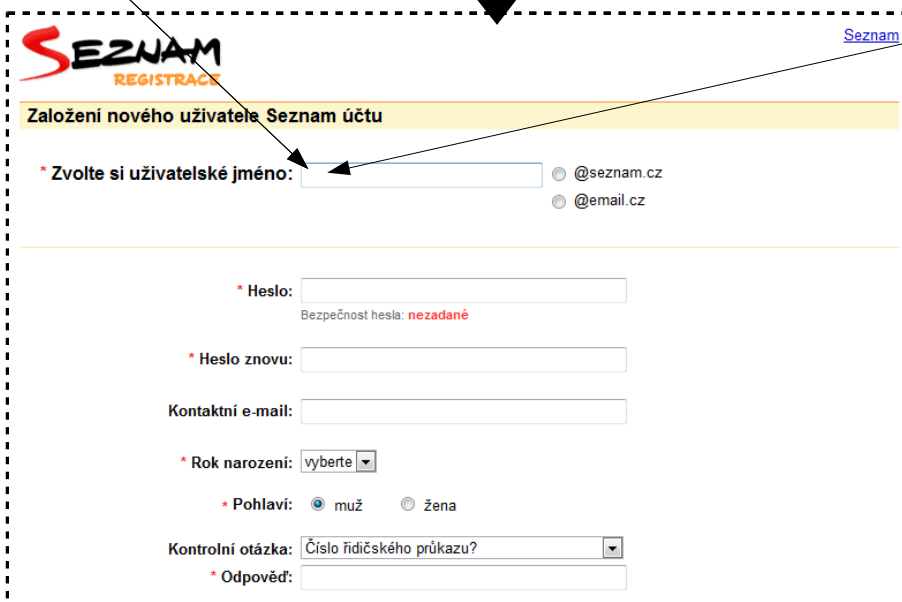 SEZNAM
REGISTRACE
Seznam
Založení nového uživatele Seznam účtu
* Zvolte si uživatelské jméno:
@seznam.cz
@email.cz
* Heslo:
Bezpečnost hesla: nezadané
* Heslo znovu:
Kontaktní e-mail:
* Rok narození: vyberte
* Pohlaví: muž žena
Kontrolní otázka: Číslo řidičského průkazu?
* Odpověď: